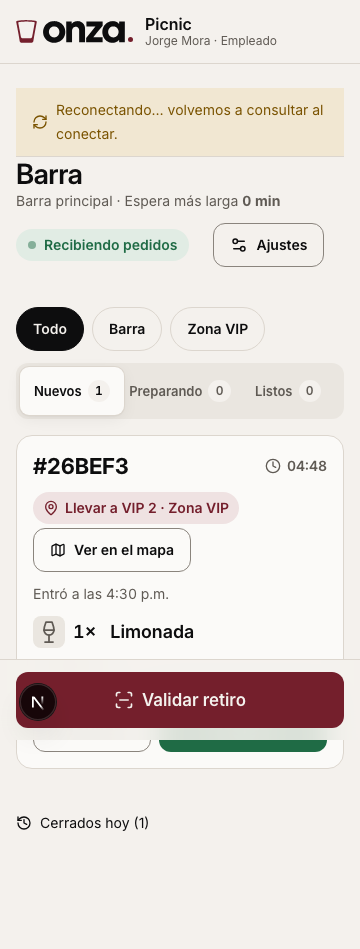 onza.
Picnic
Jorge Mora · Empleado
Reconectando... volvemos a consultar al
conectar.
Barra
Barra principal · Espera más larga 0 min
Recibiendo pedidos
Ajustes
Todo
Barra
Zona VIP
Nuevos 1
Preparando 0
Listos 0
#26BEF3
04:48
Llevar a VIP 2 · Zona VIP
Ver en el mapa
Entró a las 4:30 p.m.
1× Limonada
N
Validar retiro
Cerrados hoy (1)